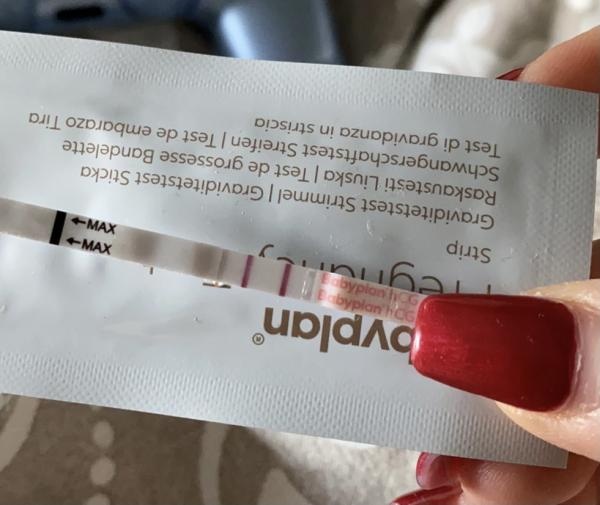 byplan®
Pregnancy
Strip
Graviditetstest Strimmel | Graviditetstest Sticka
Raskaustesti Liuska | Test de grossesse Bandelette
Schwangerschaftstest Streifen | Test de embarazo Tira
Test di gravidanza in striscia
←MAX
←MAX
Babyplan hCG
Babyplan hCG